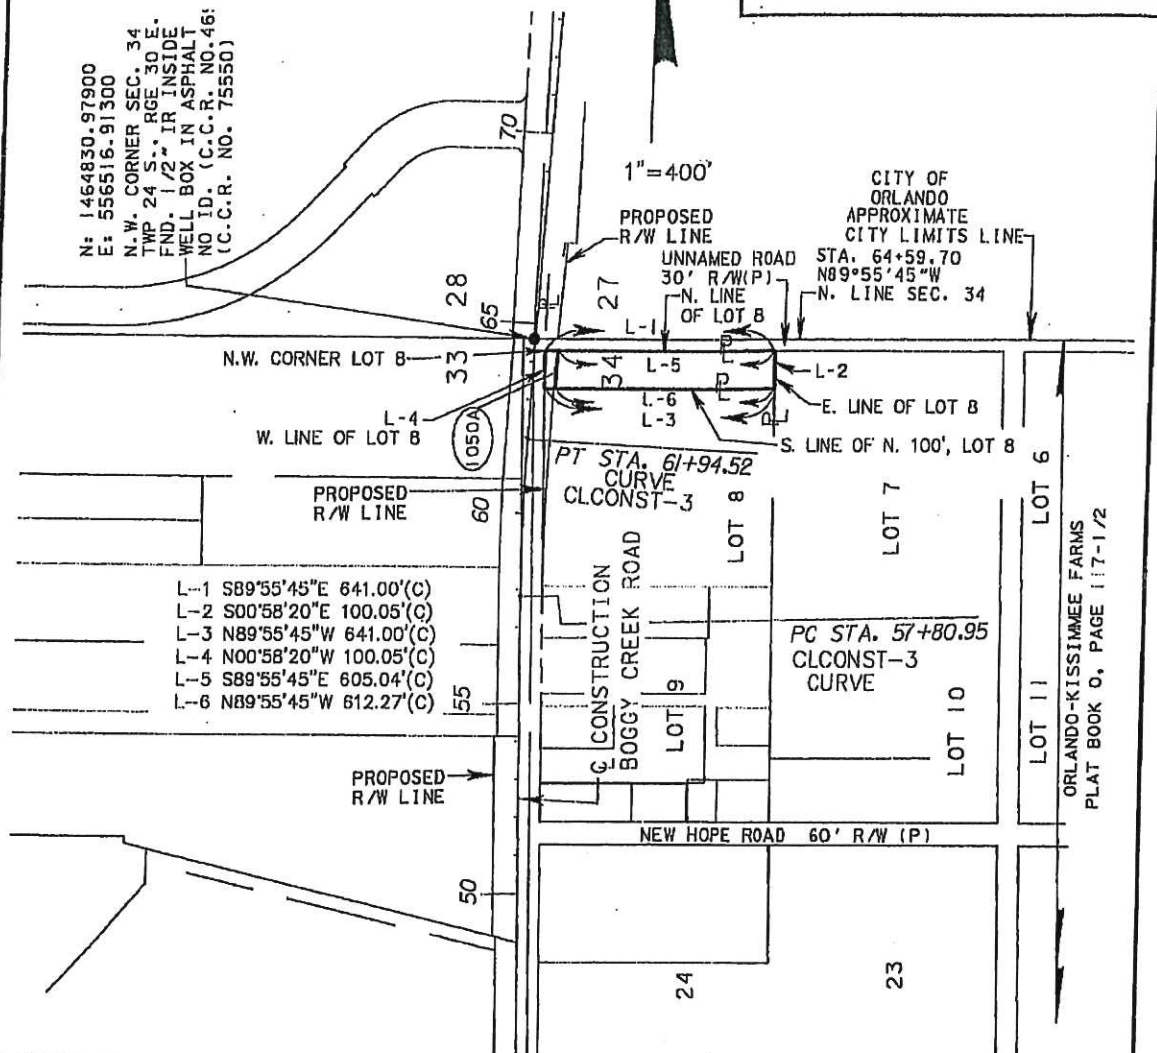 N: 1464830.97900
E: 556516.91300
N.W. CORNER SEC. 34
TWP 24 S., RGE 30 E.
FND. 1/2" IR INSIDE
WELL BOX IN ASPHALT
NO ID. (C.C.R. NO.
(C.C.R. NO. 75550)
70
1"=400'
PROPOSED
R/W LINE
CITY OF
ORLANDO
APPROXIMATE
CITY LIMITS LINE
UNNAMED ROAD
30' R/W(P)
N. LINE
OF LOT 8
STA. 64+59.70
N89°55'45"W
N. LINE SEC. 34
28
27
65
33
34
N.W. CORNER LOT 8
L-1
L-5
L-2
L-6
L-3
E. LINE OF LOT 8
S. LINE OF N. 100', LOT 8
L-4
W. LINE OF LOT 8
1050A
PL
PL
PL
PL
PT STA. 61+94.52
CURVE
CLCONST-3
PROPOSED
R/W LINE
60
LOT 8
LOT 7
LOT 6
L-1 S89°55'45"E 641.00'(C)
L-2 S00°58'20"E 100.05'(C)
L-3 N89°55'45"W 641.00'(C)
L-4 N00°58'20"W 100.05'(C)
L-5 S89°55'45"E 605.04'(C)
L-6 N89°55'45"W 612.27'(C)
55
℄ CONSTRUCTION
BOGGY CREEK ROAD
PC STA. 57+80.95
CLCONST-3
CURVE
LOT 9
LOT 10
LOT 11
ORLANDO-KISSIMMEE FARMS
PLAT BOOK O, PAGE 117-1/2
PROPOSED
R/W LINE
NEW HOPE ROAD 60' R/W (P)
50
24
23